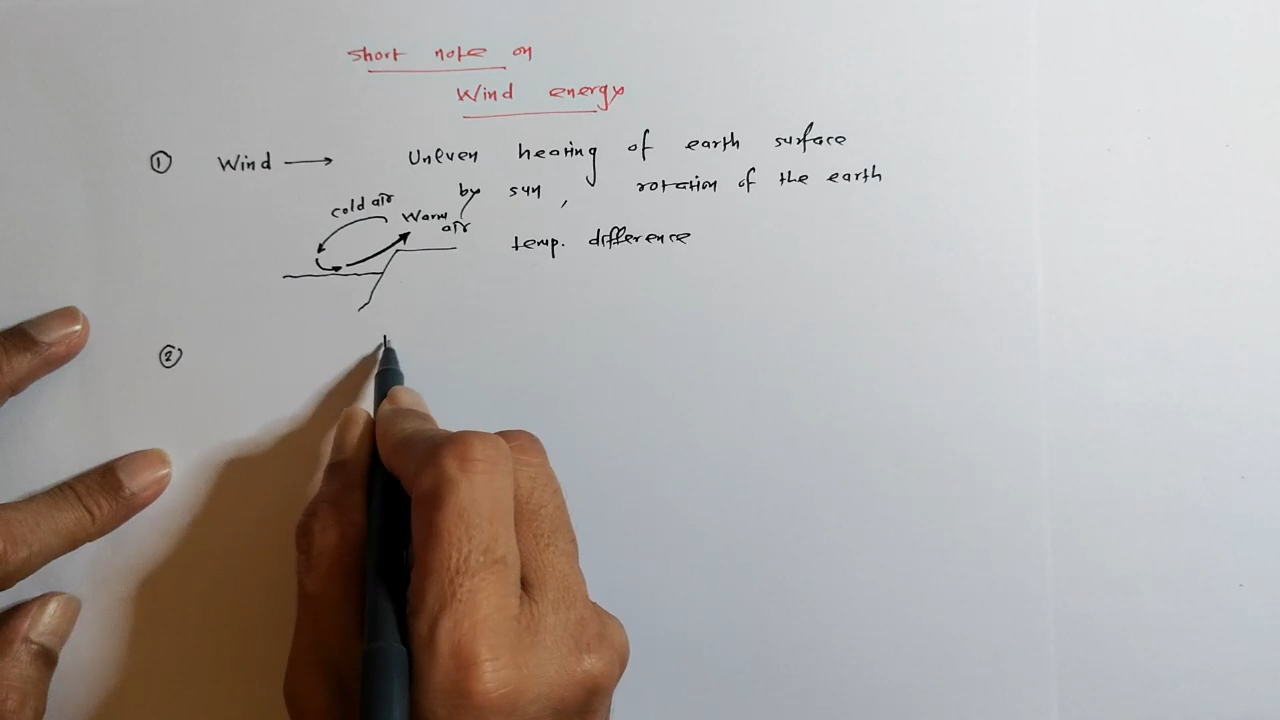 Short note on
Wind energy
① Wind → Uneven heating of earth surface
by sun, rotation of the earth
cold air
Warm air
temp. difference
②